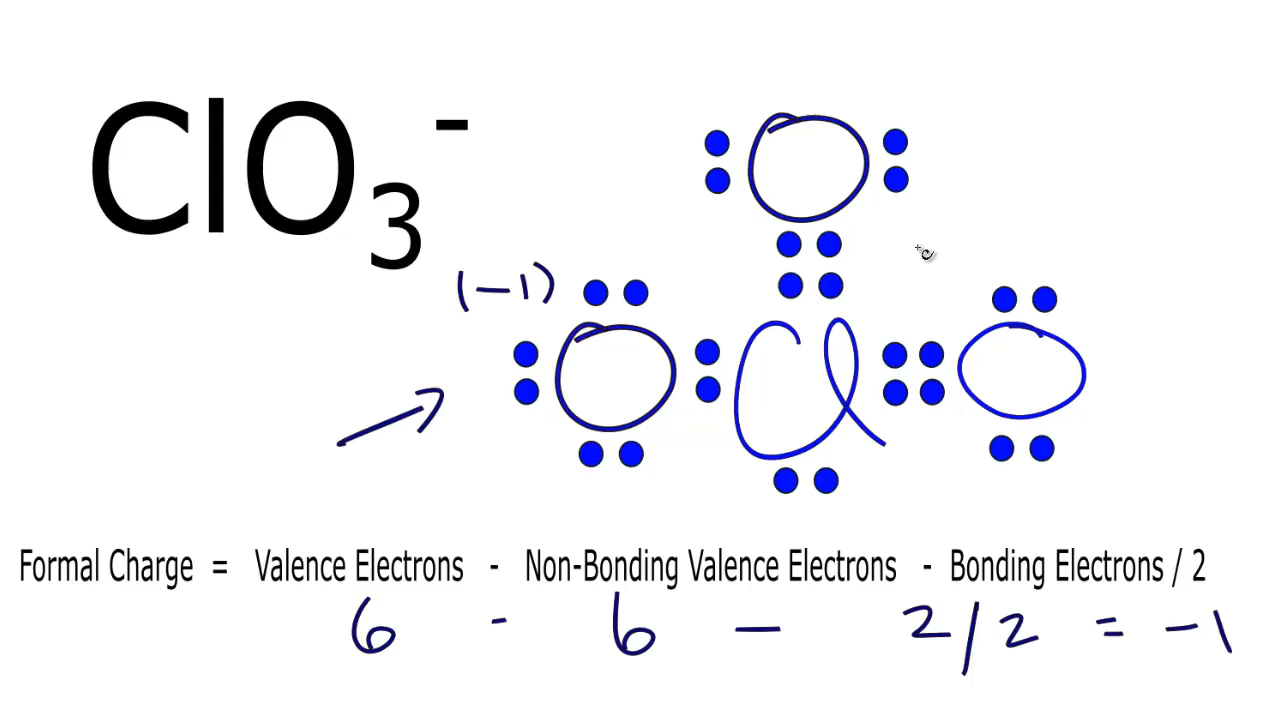 ClO₃⁻
O
(-1)
O Cl O
Formal Charge = Valence Electrons - Non-Bonding Valence Electrons - Bonding Electrons / 2
6 - 6 - 2/2 = -1